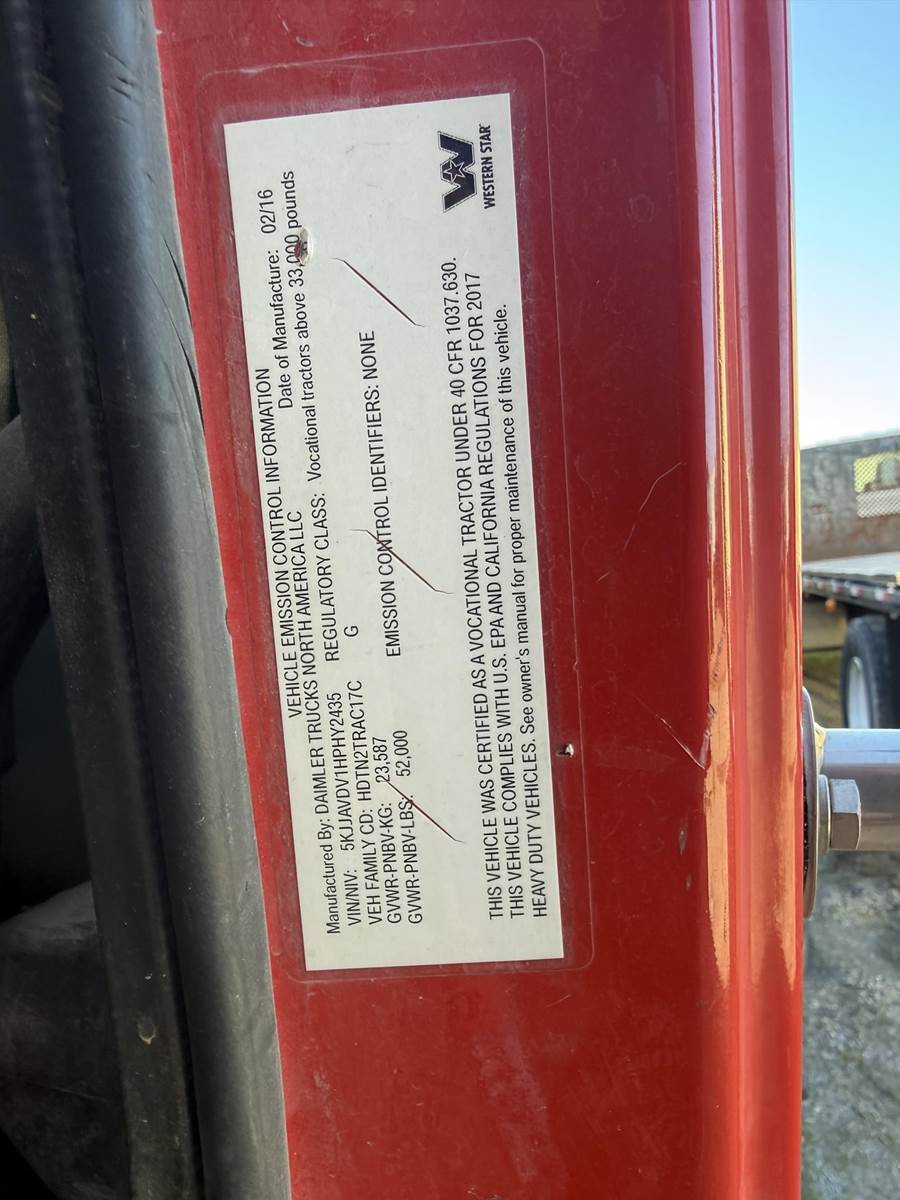 VEHICLE EMISSION CONTROL INFORMATION
Manufactured By: DAIMLER TRUCKS NORTH AMERICA LLC Date of Manufacture: 02/16
VIN/NIV: 5KJJAVDV1HPHY2435 REGULATORY CLASS: Vocational tractors above 33,000 pounds
VEH FAMILY CD: HDTN2TRAC17C G
GVWR-PNBV-KG: 23,587
GVWR-PNBV-LBS: 52,000 EMISSION CONTROL IDENTIFIERS: NONE
THIS VEHICLE WAS CERTIFIED AS A VOCATIONAL TRACTOR UNDER 40 CFR 1037.630.
THIS VEHICLE COMPLIES WITH U.S. EPA AND CALIFORNIA REGULATIONS FOR 2017
HEAVY DUTY VEHICLES. See owner's manual for proper maintenance of this vehicle.
WESTERN STAR